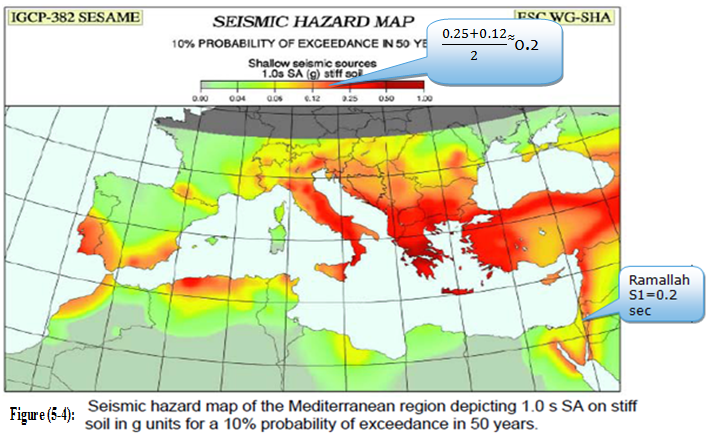 IGCP-382 SESAME
SEISMIC HAZARD MAP
ESC WG-SHA
10% PROBABILITY OF EXCEEDANCE IN 50 YE
0.25+0.12
2
≈0.2
Shallow seismic sources
1.0s SA (g) stiff soil
0.00 0.04 0.06 0.12 0.25 0.50 1.00
Ramallah
S1=0.2
sec
Figure (5-4): Seismic hazard map of the Mediterranean region depicting 1.0 s SA on stiff
soil in g units for a 10% probability of exceedance in 50 years.